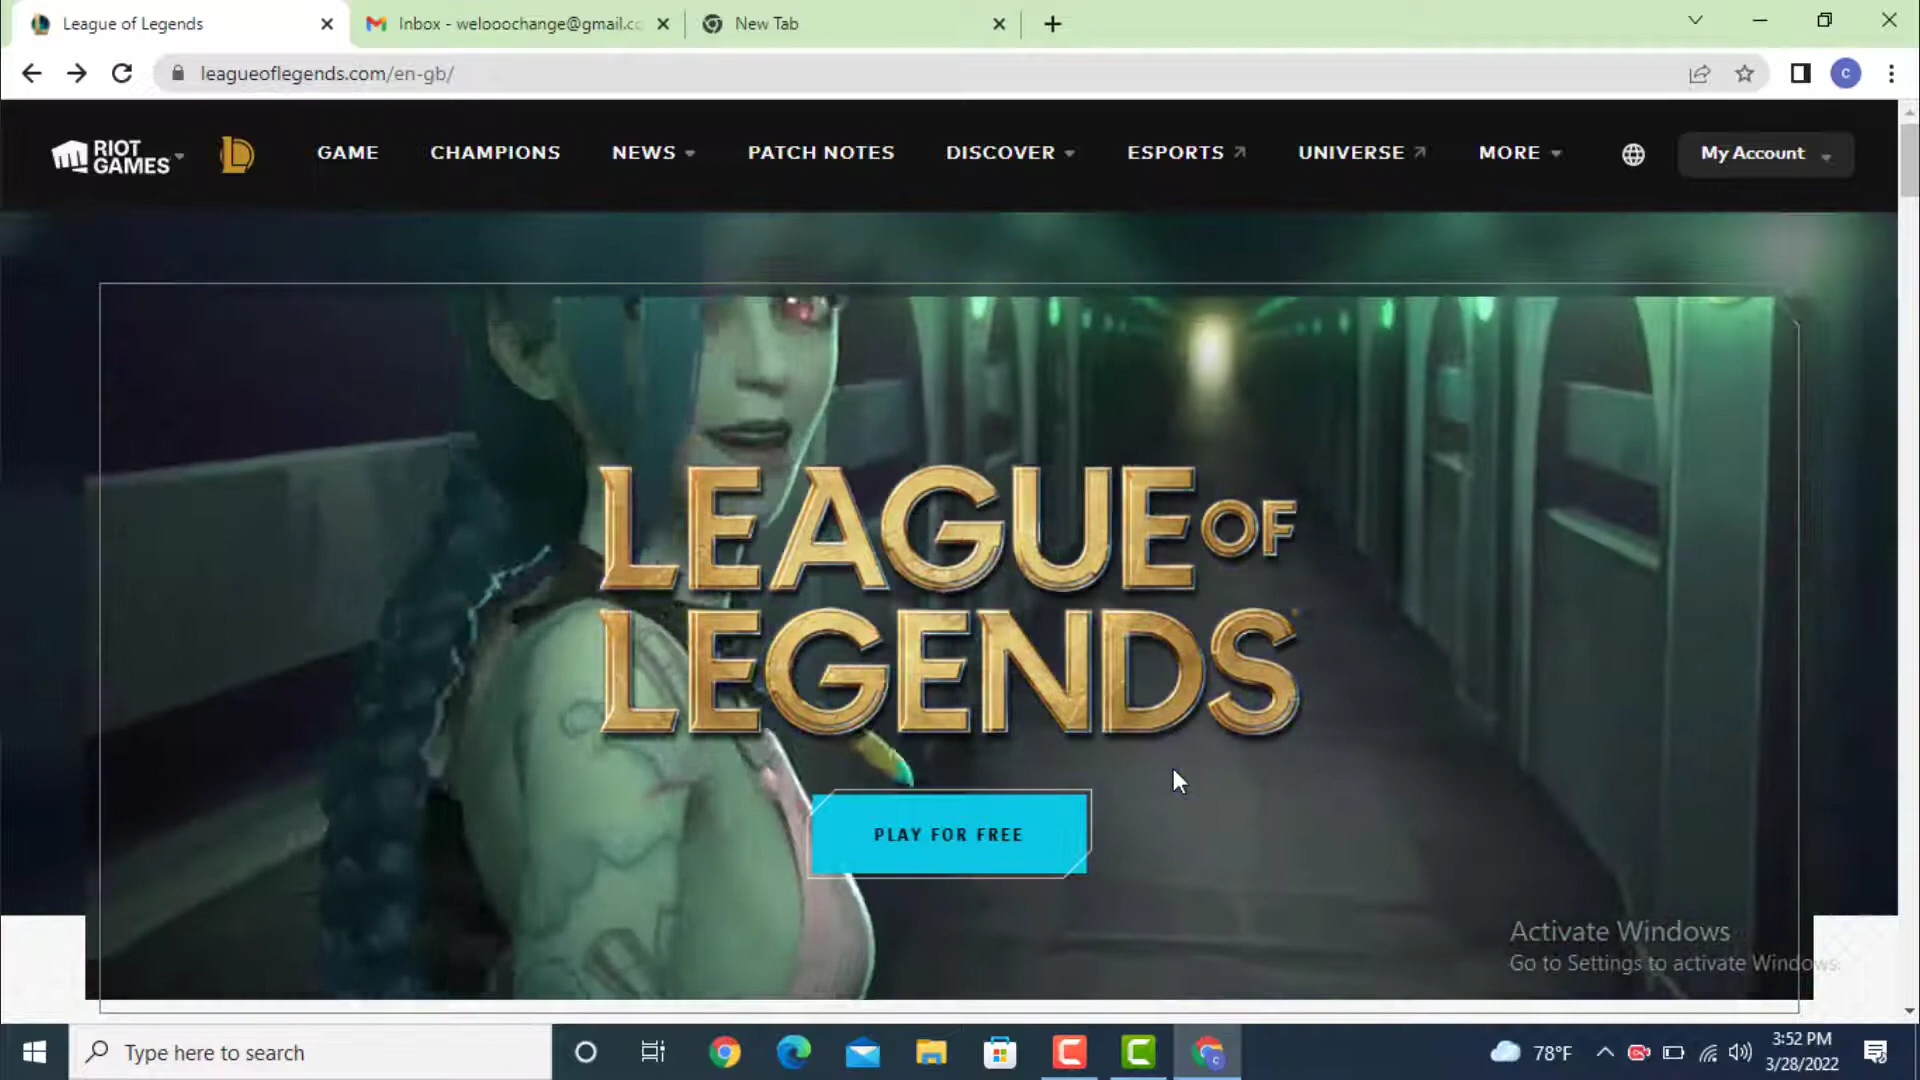 League of Legends
Inbox - welooochange@gmail.cc
New Tab
leagueoflegends.com/en-gb/
C
RIOT GAMES
GAME
CHAMPIONS
NEWS
PATCH NOTES
DISCOVER
ESPORTS
UNIVERSE
MORE
My Account
LEAGUE OF
LEGENDS
PLAY FOR FREE
Activate Windows
Go to Settings to activate Windows.
Type here to search
78°F
3:52 PM
3/28/2022